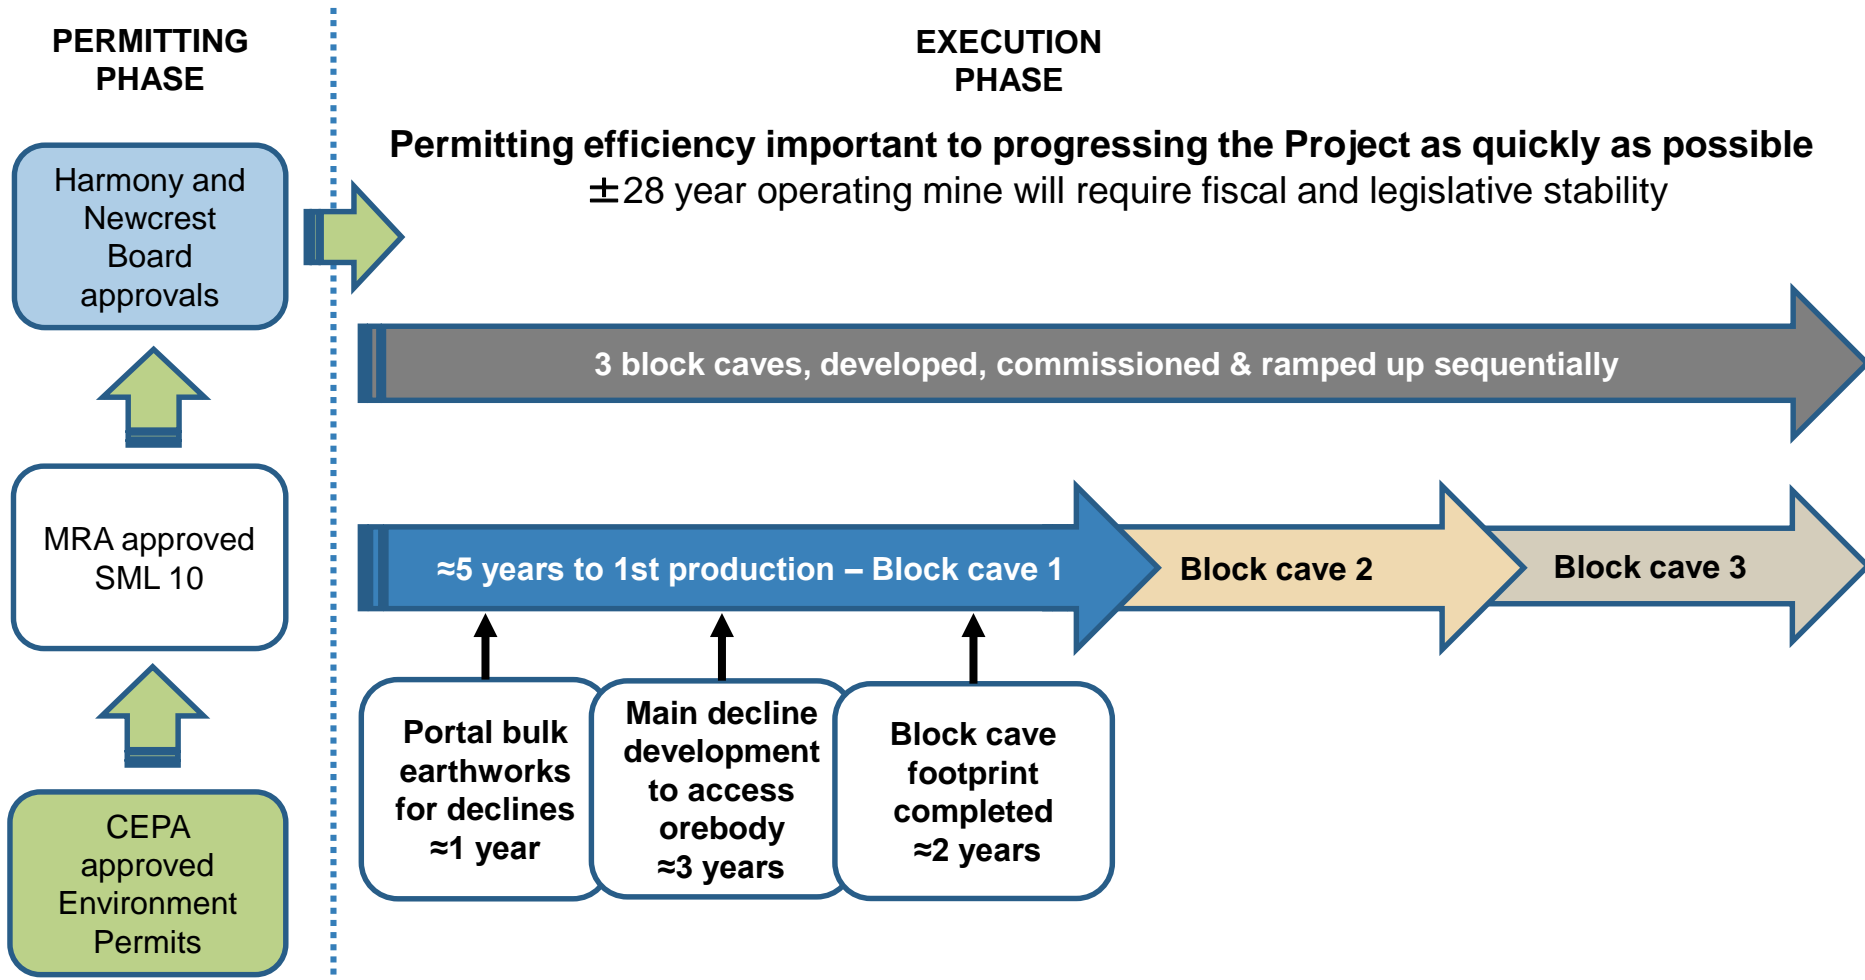 PERMITTING
PHASE
Harmony and
Newcrest
Board
approvals
MRA approved
SML 10
CEPA
approved
Environment
Permits
EXECUTION
PHASE
Permitting efficiency important to progressing the Project as quickly as possible
±28 year operating mine will require fiscal and legislative stability
3 block caves, developed, commissioned & ramped up sequentially
≈5 years to 1st production – Block cave 1
Block cave 2
Block cave 3
Portal bulk
earthworks
for declines
≈1 year
Main decline
development
to access
orebody
≈3 years
Block cave
footprint
completed
≈2 years